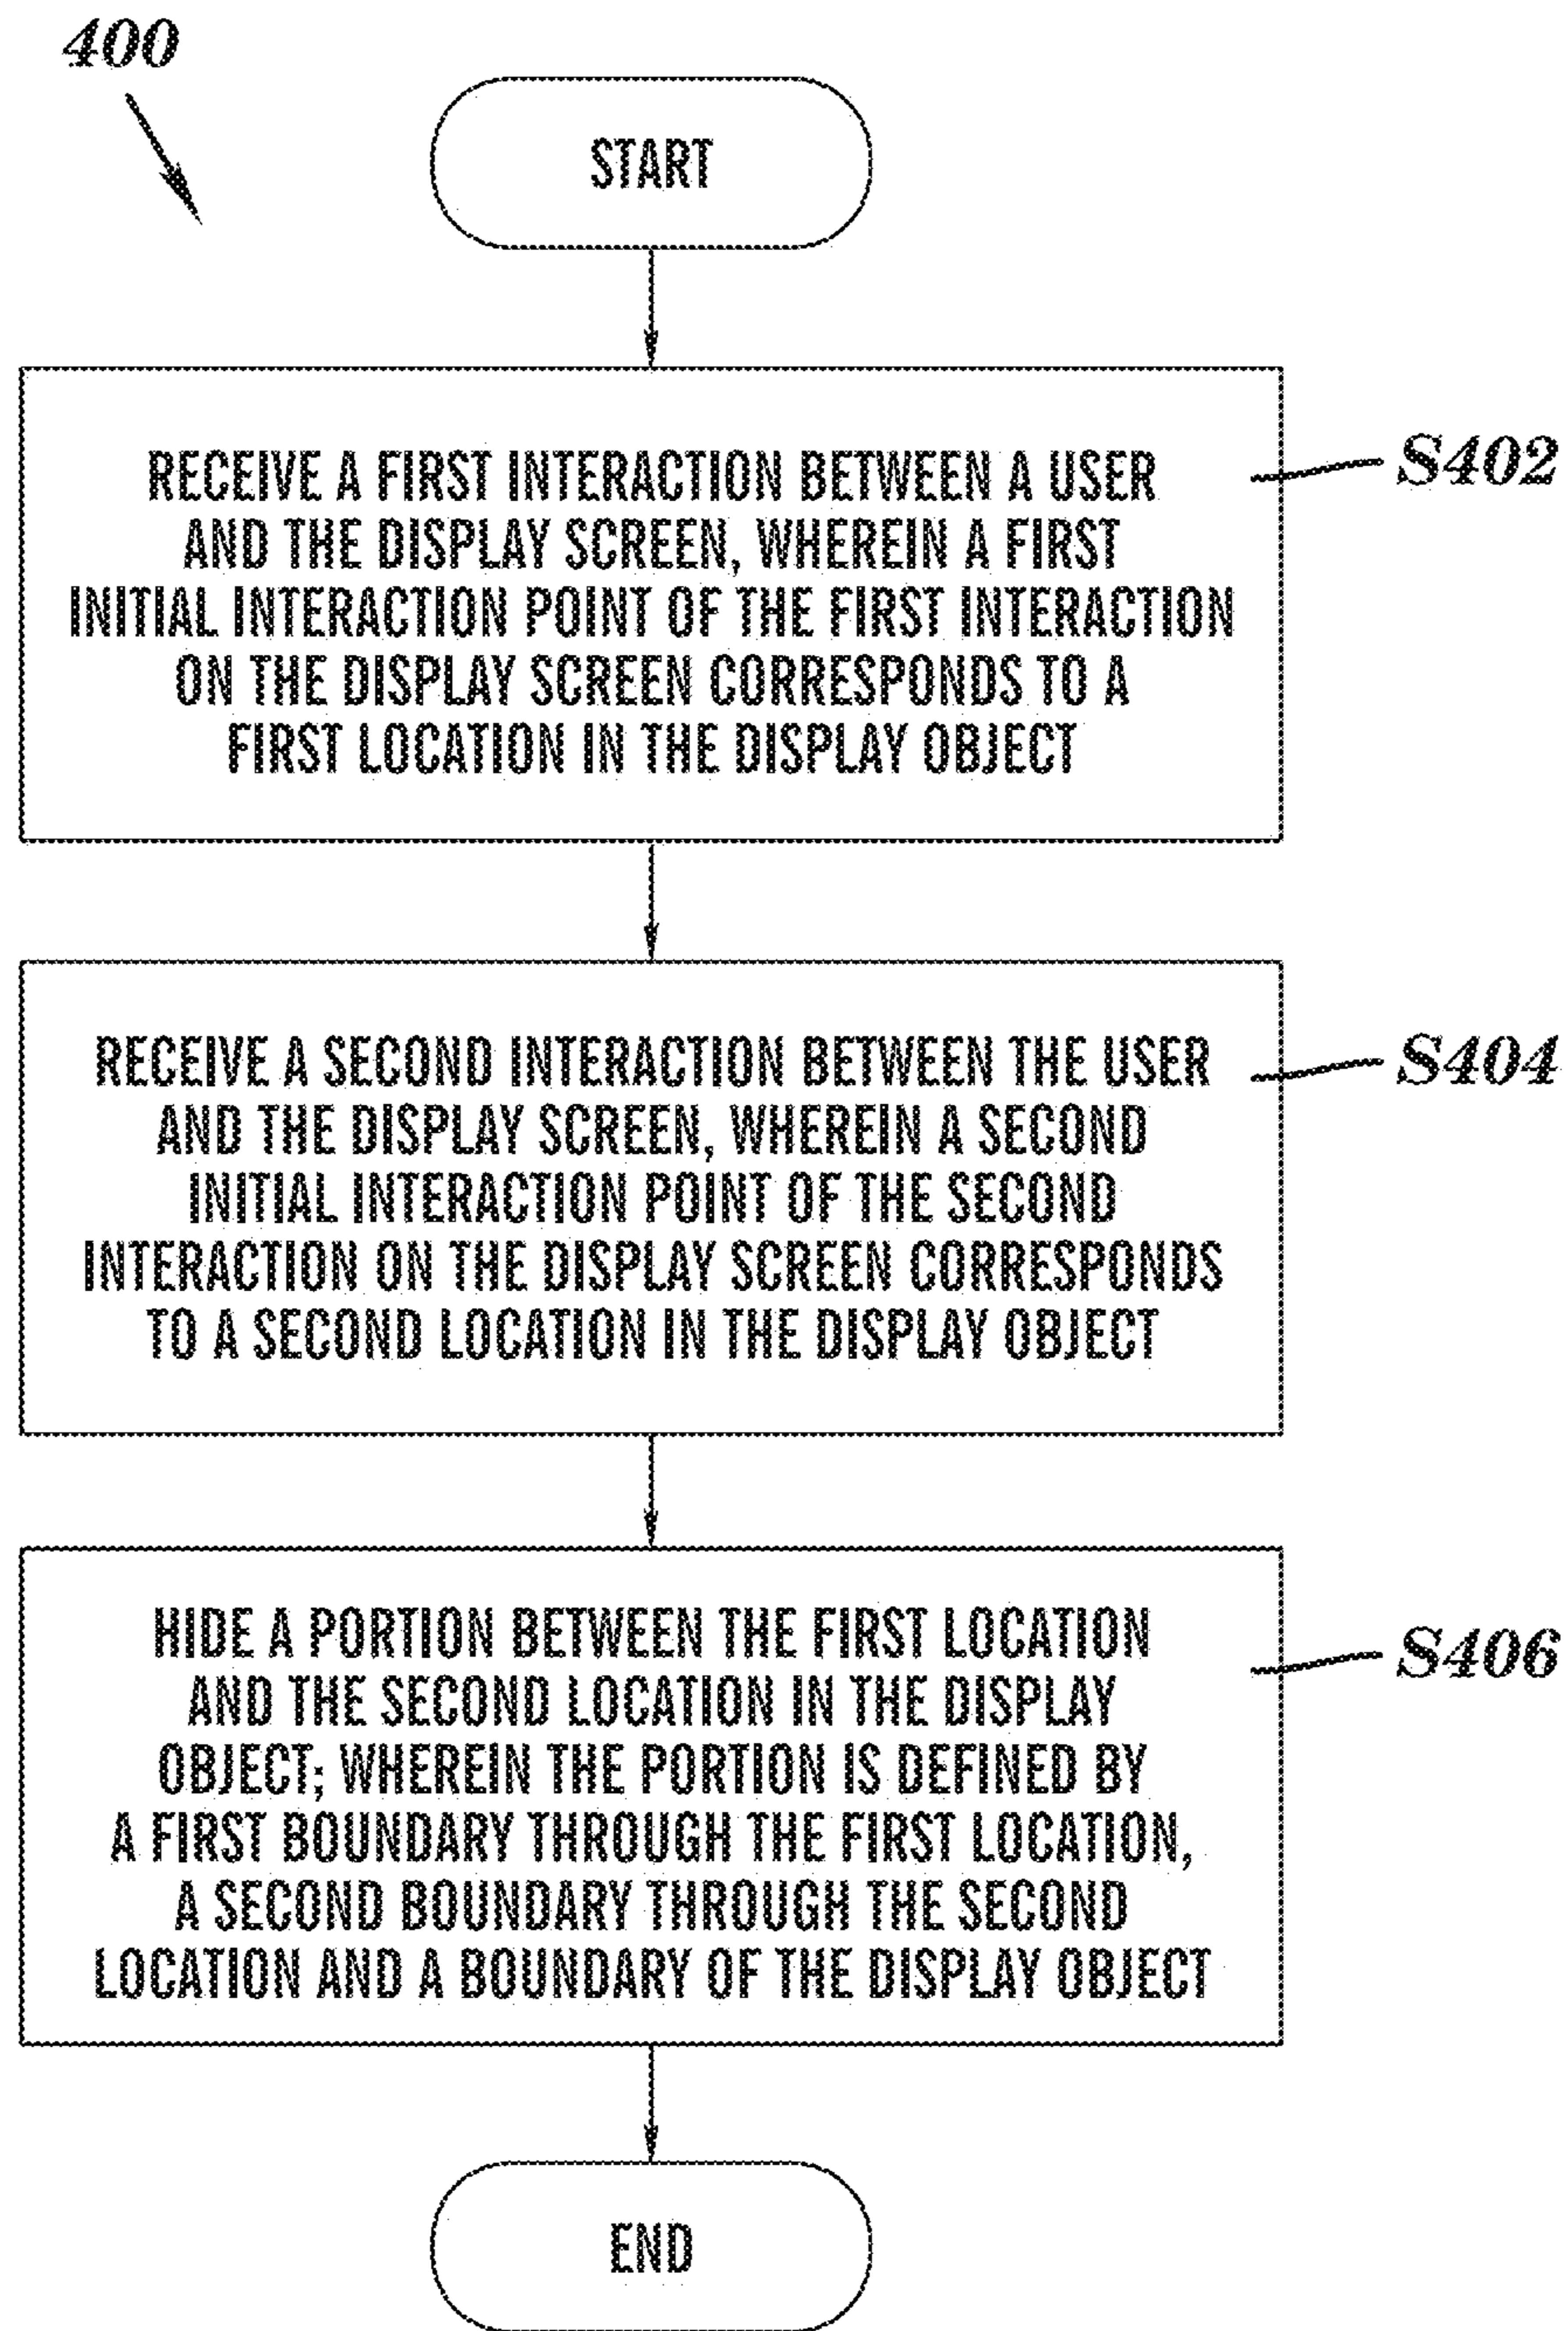 400
START
RECEIVE A FIRST INTERACTION BETWEEN A USER
AND THE DISPLAY SCREEN, WHEREIN A FIRST
INITIAL INTERACTION POINT OF THE FIRST INTERACTION
ON THE DISPLAY SCREEN CORRESPONDS TO A
FIRST LOCATION IN THE DISPLAY OBJECT
S402
RECEIVE A SECOND INTERACTION BETWEEN THE USER
AND THE DISPLAY SCREEN, WHEREIN A SECOND
INITIAL INTERACTION POINT OF THE SECOND
INTERACTION ON THE DISPLAY SCREEN CORRESPONDS
TO A SECOND LOCATION IN THE DISPLAY OBJECT
S404
HIDE A PORTION BETWEEN THE FIRST LOCATION
AND THE SECOND LOCATION IN THE DISPLAY
OBJECT; WHEREIN THE PORTION IS DEFINED BY
A FIRST BOUNDARY THROUGH THE FIRST LOCATION,
A SECOND BOUNDARY THROUGH THE SECOND
LOCATION AND A BOUNDARY OF THE DISPLAY OBJECT
S406
END